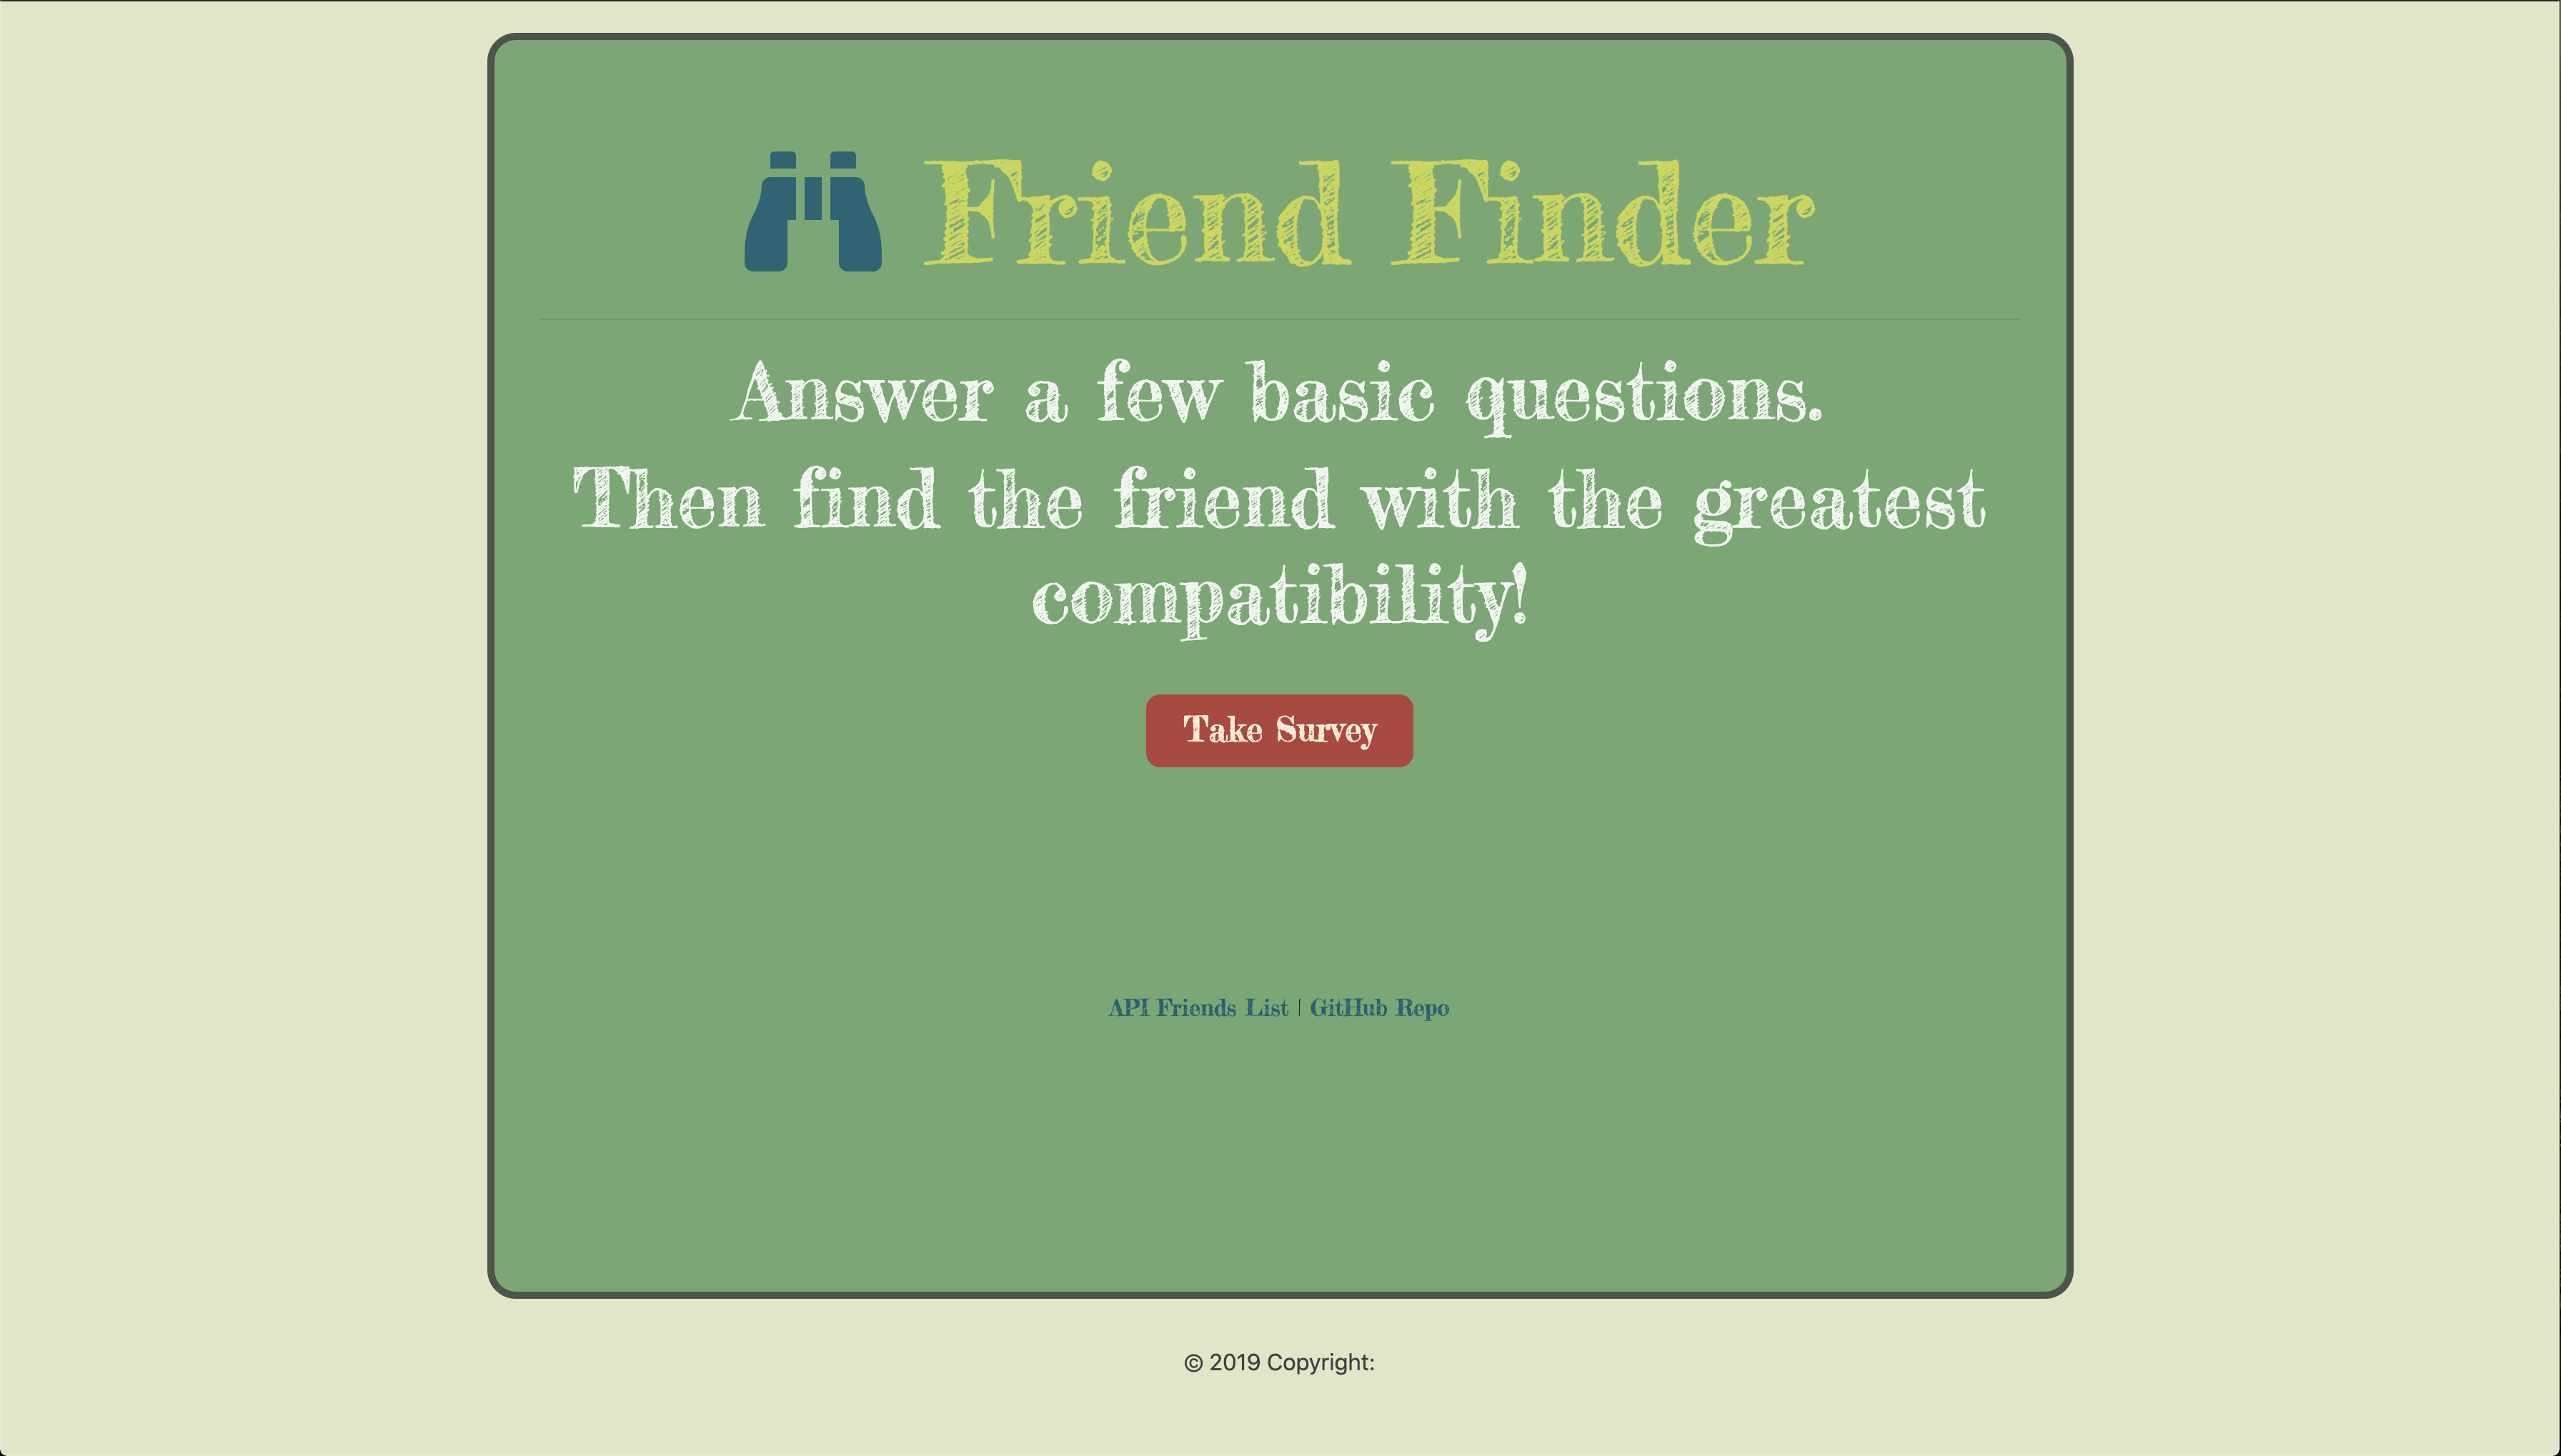 Friend Finder
Answer a few basic questions.
Then find the friend with the greatest
compatibility!
Take Survey
API Friends List | GitHub Repo
© 2019 Copyright: